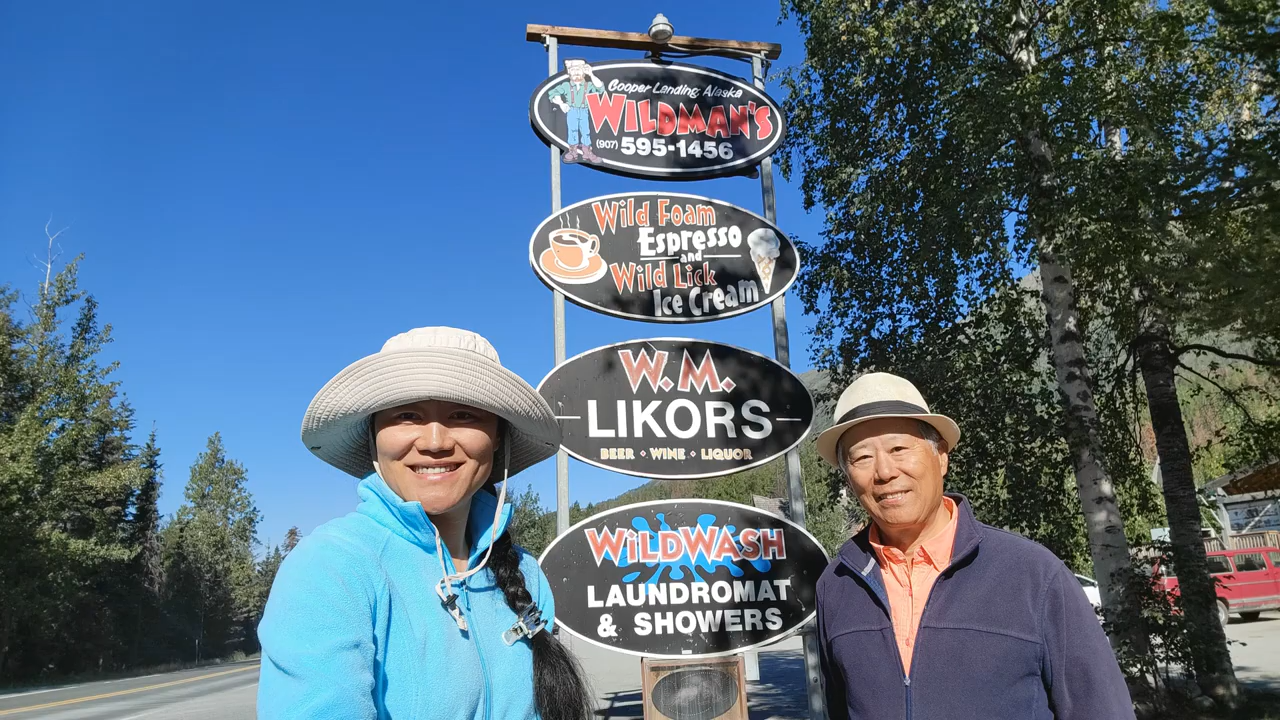 Cooper Landing, Alaska
WILDMAN'S
(907) 595-1456
Wild Foam
Espresso
and
Wild Lick
Ice Cream
W.M.
LIKORS
BEER • WINE • LIQUOR
WiLDWASH
LAUNDROMAT
& SHOWERS